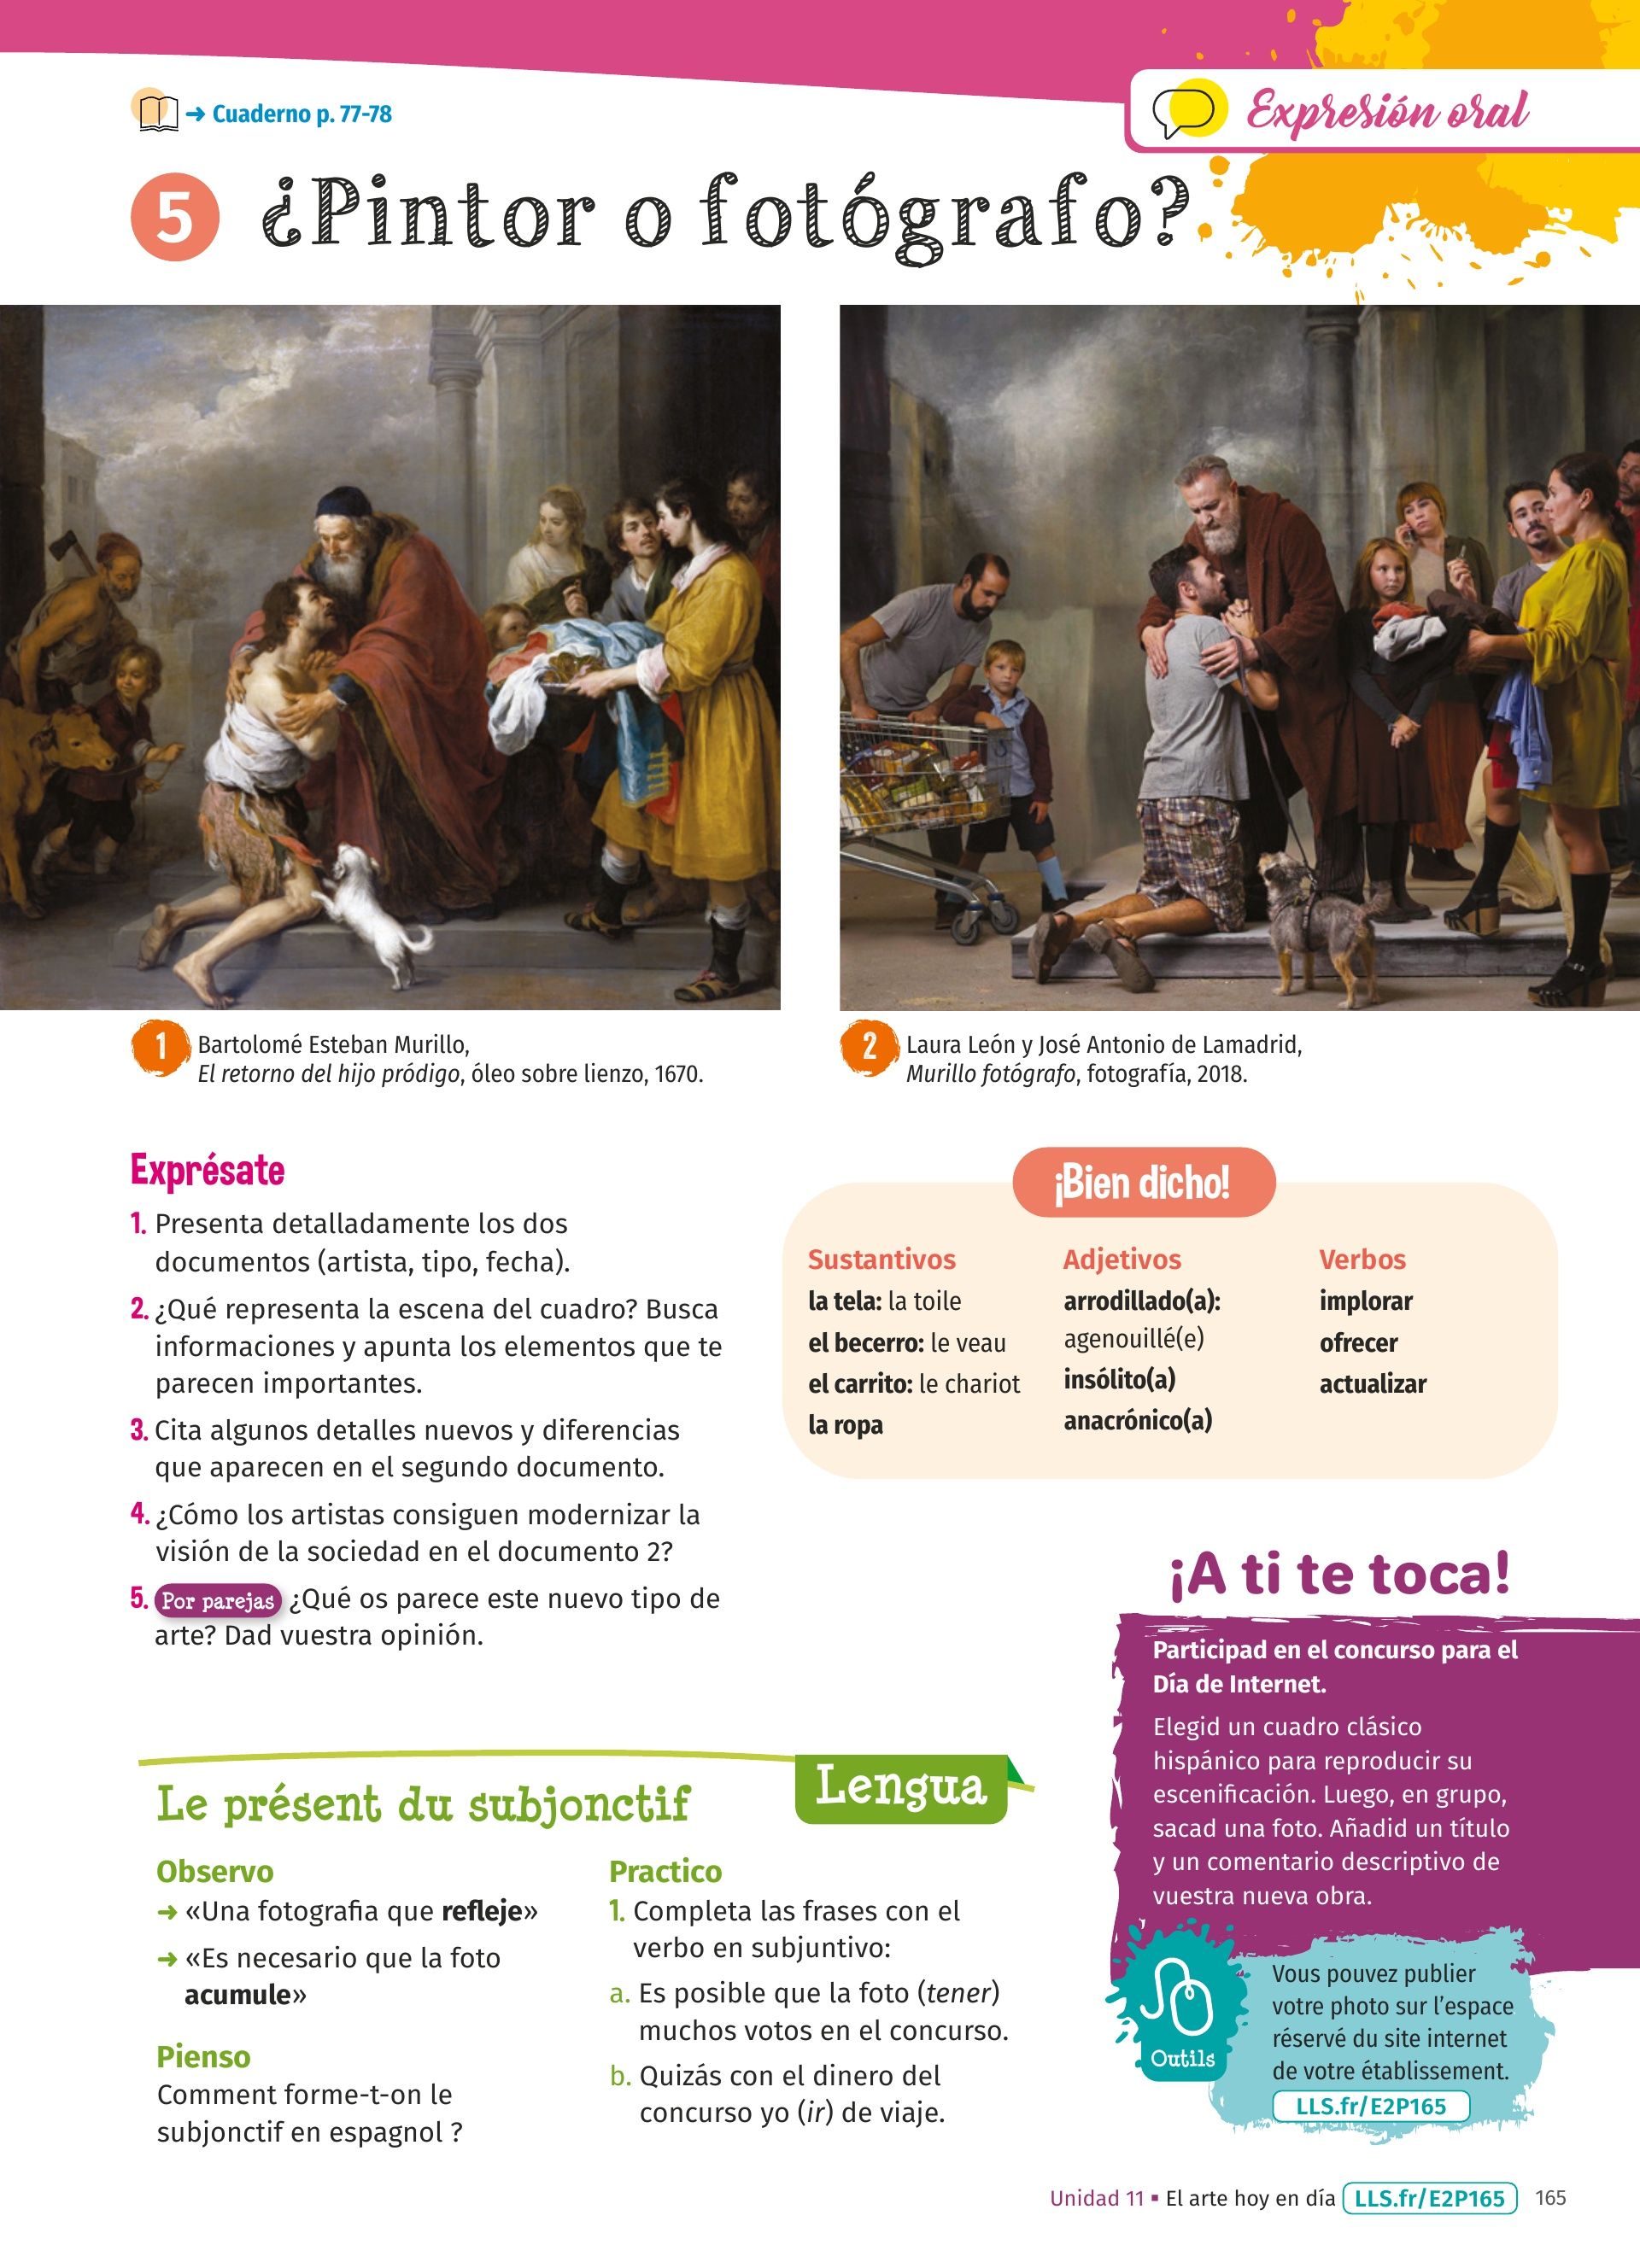 ➜ Cuaderno p. 77-78
Expresión oral
5 ¿Pintor o fotógrafo?
1 Bartolomé Esteban Murillo,
El retorno del hijo pródigo, óleo sobre lienzo, 1670.
2 Laura León y José Antonio de Lamadrid,
Murillo fotógrafo, fotografía, 2018.
Exprésate
1. Presenta detalladamente los dos
documentos (artista, tipo, fecha).
2. ¿Qué representa la escena del cuadro? Busca
informaciones y apunta los elementos que te
parecen importantes.
3. Cita algunos detalles nuevos y diferencias
que aparecen en el segundo documento.
4. ¿Cómo los artistas consiguen modernizar la
visión de la sociedad en el documento 2?
5. Por parejas ¿Qué os parece este nuevo tipo de
arte? Dad vuestra opinión.
¡Bien dicho!
Sustantivos
la tela: la toile
el becerro: le veau
el carrito: le chariot
la ropa
Adjetivos
arrodillado(a):
agenouillé(e)
insólito(a)
anacrónico(a)
Verbos
implorar
ofrecer
actualizar
¡A ti te toca!
Participad en el concurso para el
Día de Internet.
Elegid un cuadro clásico
hispánico para reproducir su
escenificación. Luego, en grupo,
sacad una foto. Añadid un título
y un comentario descriptivo de
vuestra nueva obra.
Outils
Vous pouvez publier
votre photo sur l'espace
réservé du site internet
de votre établissement.
LLS.fr/E2P165
Lengua
Le présent du subjonctif
Observo
➜ «Una fotografia que refleje»
➜ «Es necesario que la foto
acumule»
Pienso
Comment forme-t-on le
subjonctif en espagnol ?
Practico
1. Completa las frases con el
verbo en subjuntivo:
a. Es posible que la foto (tener)
muchos votos en el concurso.
b. Quizás con el dinero del
concurso yo (ir) de viaje.
Unidad 11 ▪ El arte hoy en día LLS.fr/E2P165 165